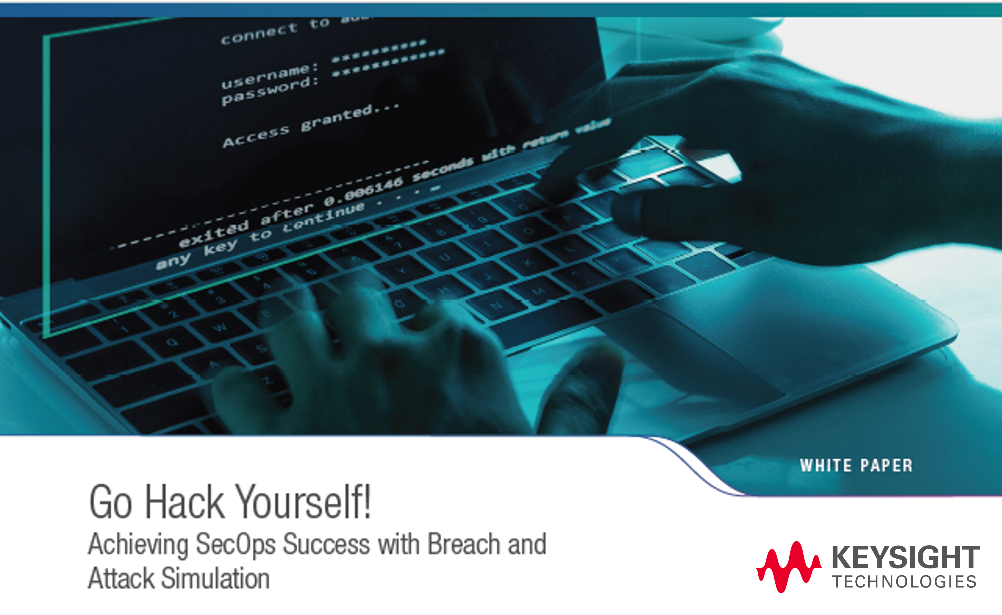 connect to
username: **********
password: ************
Access granted...
exited after 0.006146 seconds with return value
any key to continue . . .
WHITE PAPER
Go Hack Yourself!
Achieving SecOps Success with Breach and
Attack Simulation
KEYSIGHT
TECHNOLOGIES